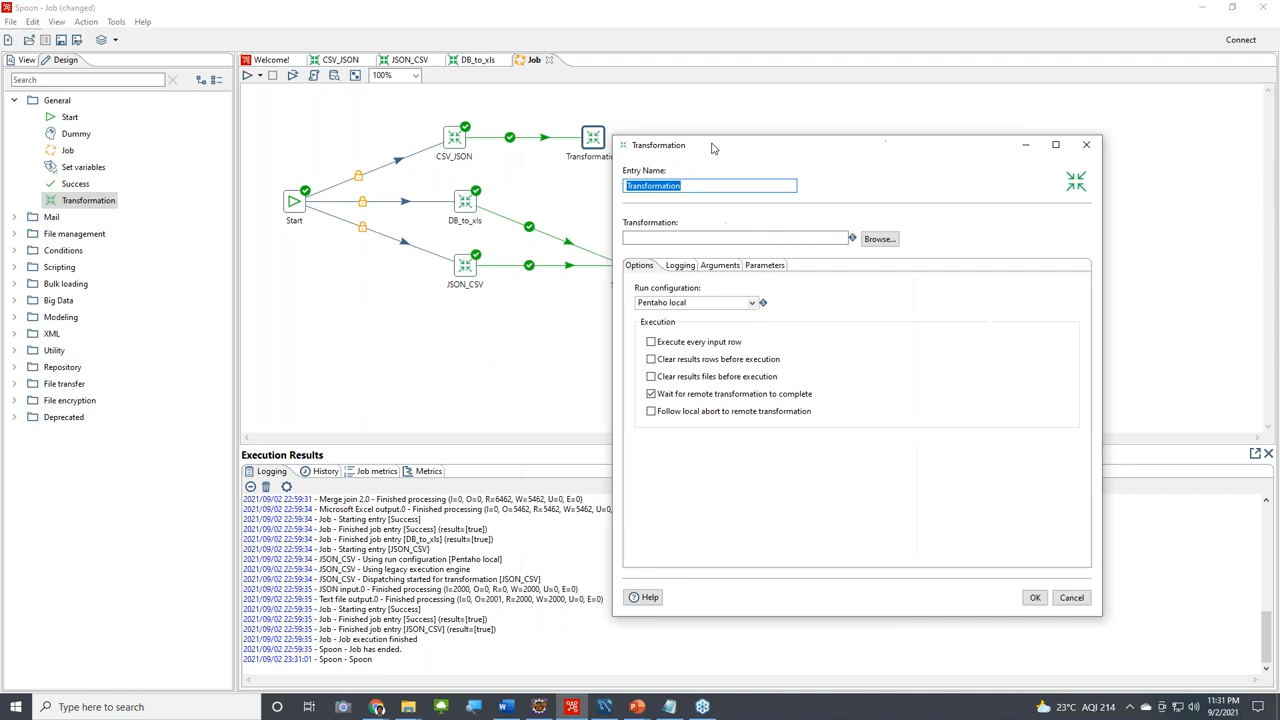 Spoon - Job (changed)
File Edit View Action Tools Help
Connect
View Design
Welcome! CSV_JSON JSON_CSV DB_to_xls Job
Search
100%
General
Start
Dummy
Job
Set variables
Success
Transformation
Mail
File management
Conditions
Scripting
Bulk loading
Big Data
Modeling
XML
Utility
Repository
File transfer
File encryption
Deprecated
CSV_JSON
Transformatio
Start
DB_to_xls
JSON_CSV
Transformation
Entry Name:
Transformation
Transformation:
Browse...
Options Logging Arguments Parameters
Run configuration:
Pentaho local
Execution
Execute every input row
Clear results rows before execution
Clear results files before execution
Wait for remote transformation to complete
Follow local abort to remote transformation
Help
OK Cancel
Execution Results
Logging History Job metrics Metrics
2021/09/02 22:59:31 - Merge join 2.0 - Finished processing (I=0, O=0, R=6462, W=5462, U=0, E=0)
2021/09/02 22:59:34 - Microsoft Excel output.0 - Finished processing (I=0, O=5462, R=5462, W=5462, U=0,
2021/09/02 22:59:34 - Job - Starting entry [Success]
2021/09/02 22:59:34 - Job - Finished job entry [Success] (result=[true])
2021/09/02 22:59:34 - Job - Finished job entry [DB_to_xls] (result=[true])
2021/09/02 22:59:34 - Job - Starting entry [JSON_CSV]
2021/09/02 22:59:34 - JSON_CSV - Using run configuration [Pentaho local]
2021/09/02 22:59:34 - JSON_CSV - Using legacy execution engine
2021/09/02 22:59:34 - JSON_CSV - Dispatching started for transformation [JSON_CSV]
2021/09/02 22:59:35 - JSON input.0 - Finished processing (I=2000, O=0, R=0, W=2000, U=0, E=0)
2021/09/02 22:59:35 - Text file output.0 - Finished processing (I=0, O=2001, R=2000, W=2000, U=0, E=0)
2021/09/02 22:59:35 - Job - Starting entry [Success]
2021/09/02 22:59:35 - Job - Finished job entry [Success] (result=[true])
2021/09/02 22:59:35 - Job - Finished job entry [JSON_CSV] (result=[true])
2021/09/02 22:59:35 - Job - Job execution finished
2021/09/02 22:59:35 - Spoon - Job has ended.
2021/09/02 23:31:01 - Spoon - Spoon
Type here to search
23°C AQI 114
11:31 PM
9/2/2021